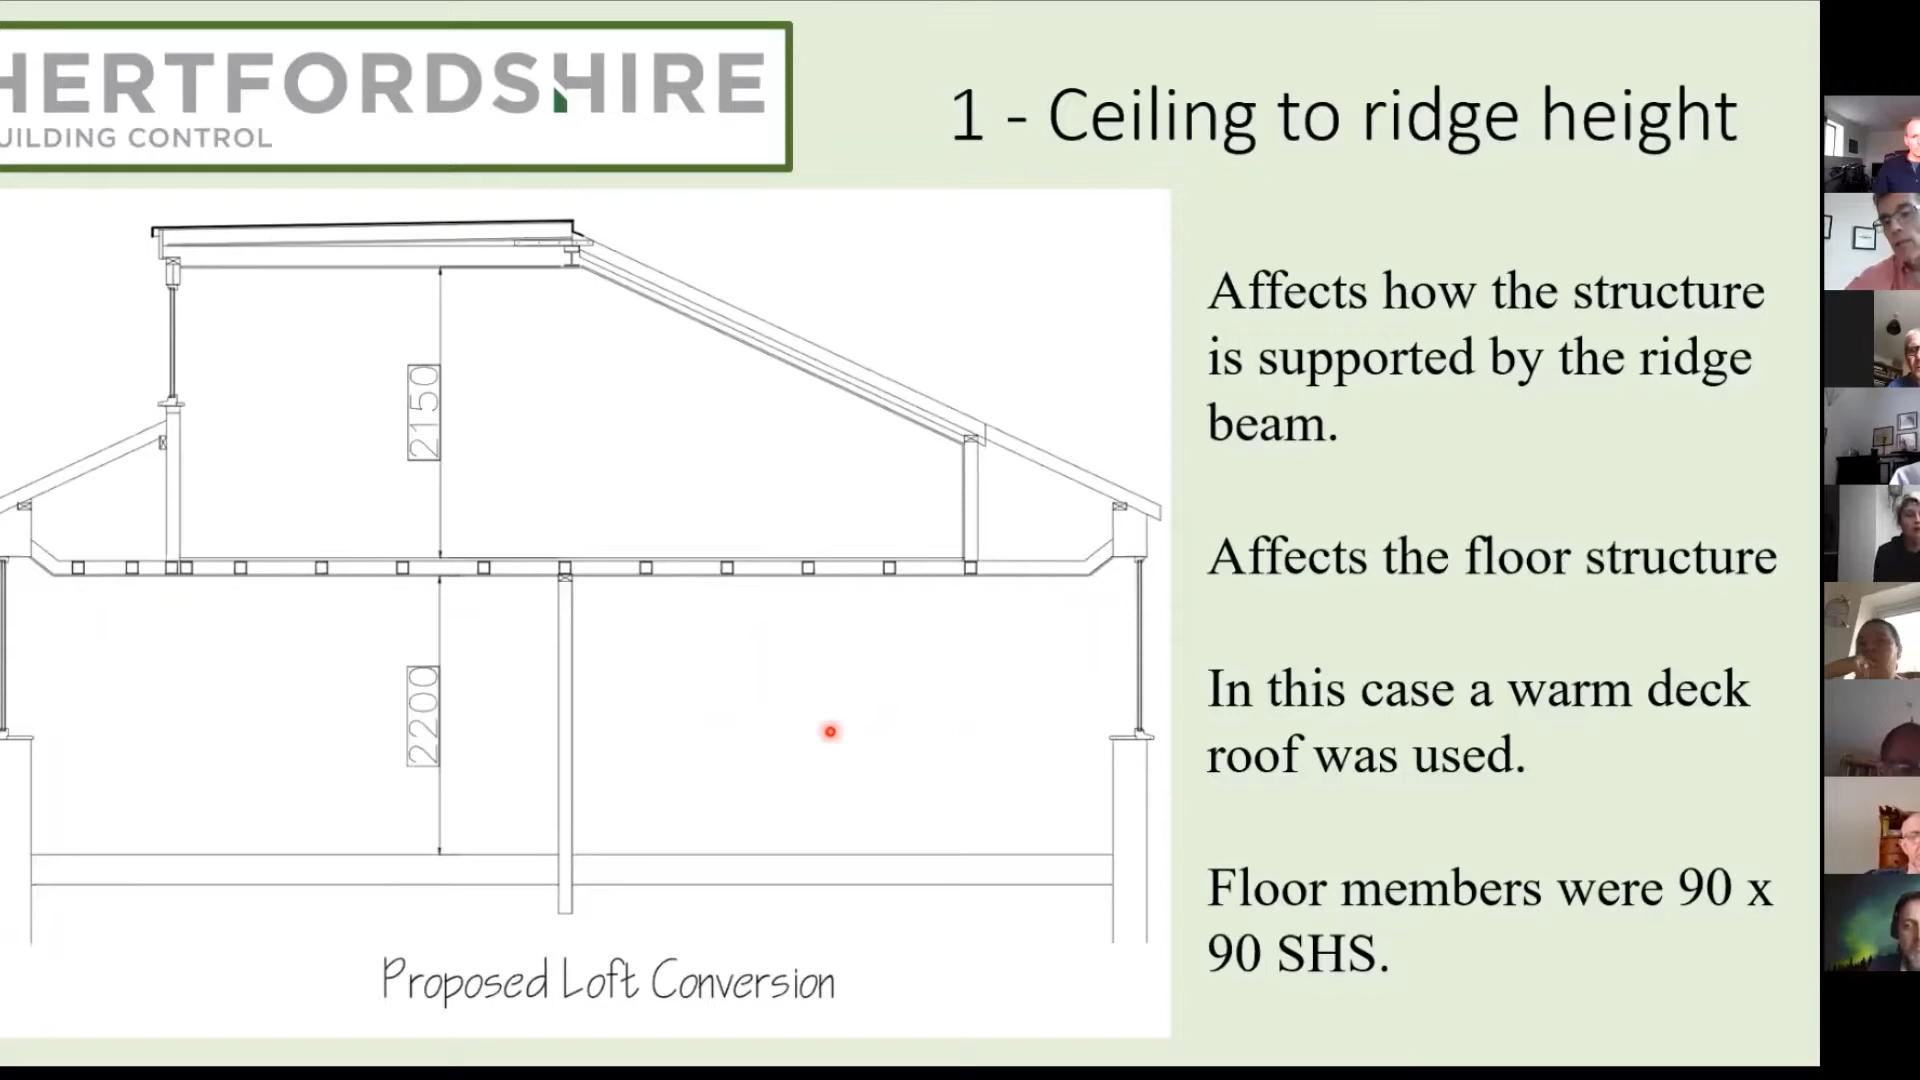 HERTFORDSHIRE
UILDING CONTROL
1 - Ceiling to ridge height
2150
2200
Proposed Loft Conversion
Affects how the structure
is supported by the ridge
beam.
Affects the floor structure
In this case a warm deck
roof was used.
Floor members were 90 x
90 SHS.